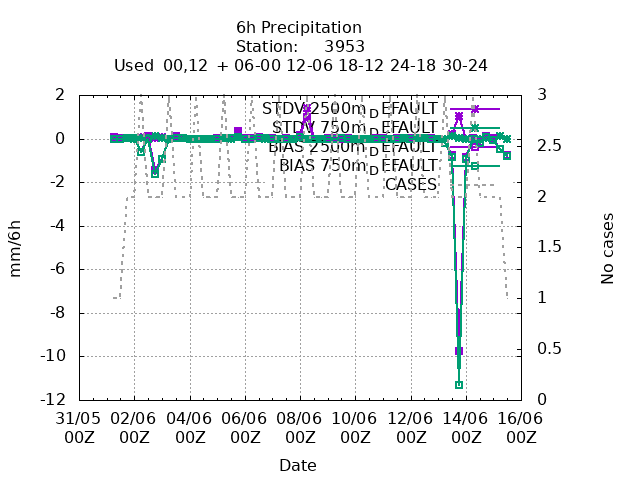 6h Precipitation
Station: 3953
Used 00,12 + 06-00 12-06 18-12 24-18 30-24
2
0
-2
-4
-6
-8
-10
-12
mm/6h
3
2.5
2
1.5
1
0.5
0
No cases
STDV 2500m_DEFAULT
STDV 750m_DEFAULT
BIAS 2500m_DEFAULT
BIAS 750m_DEFAULT
CASES
31/05 02/06 04/06 06/06 08/06 10/06 12/06 14/06 16/06
00Z 00Z 00Z 00Z 00Z 00Z 00Z 00Z 00Z
Date